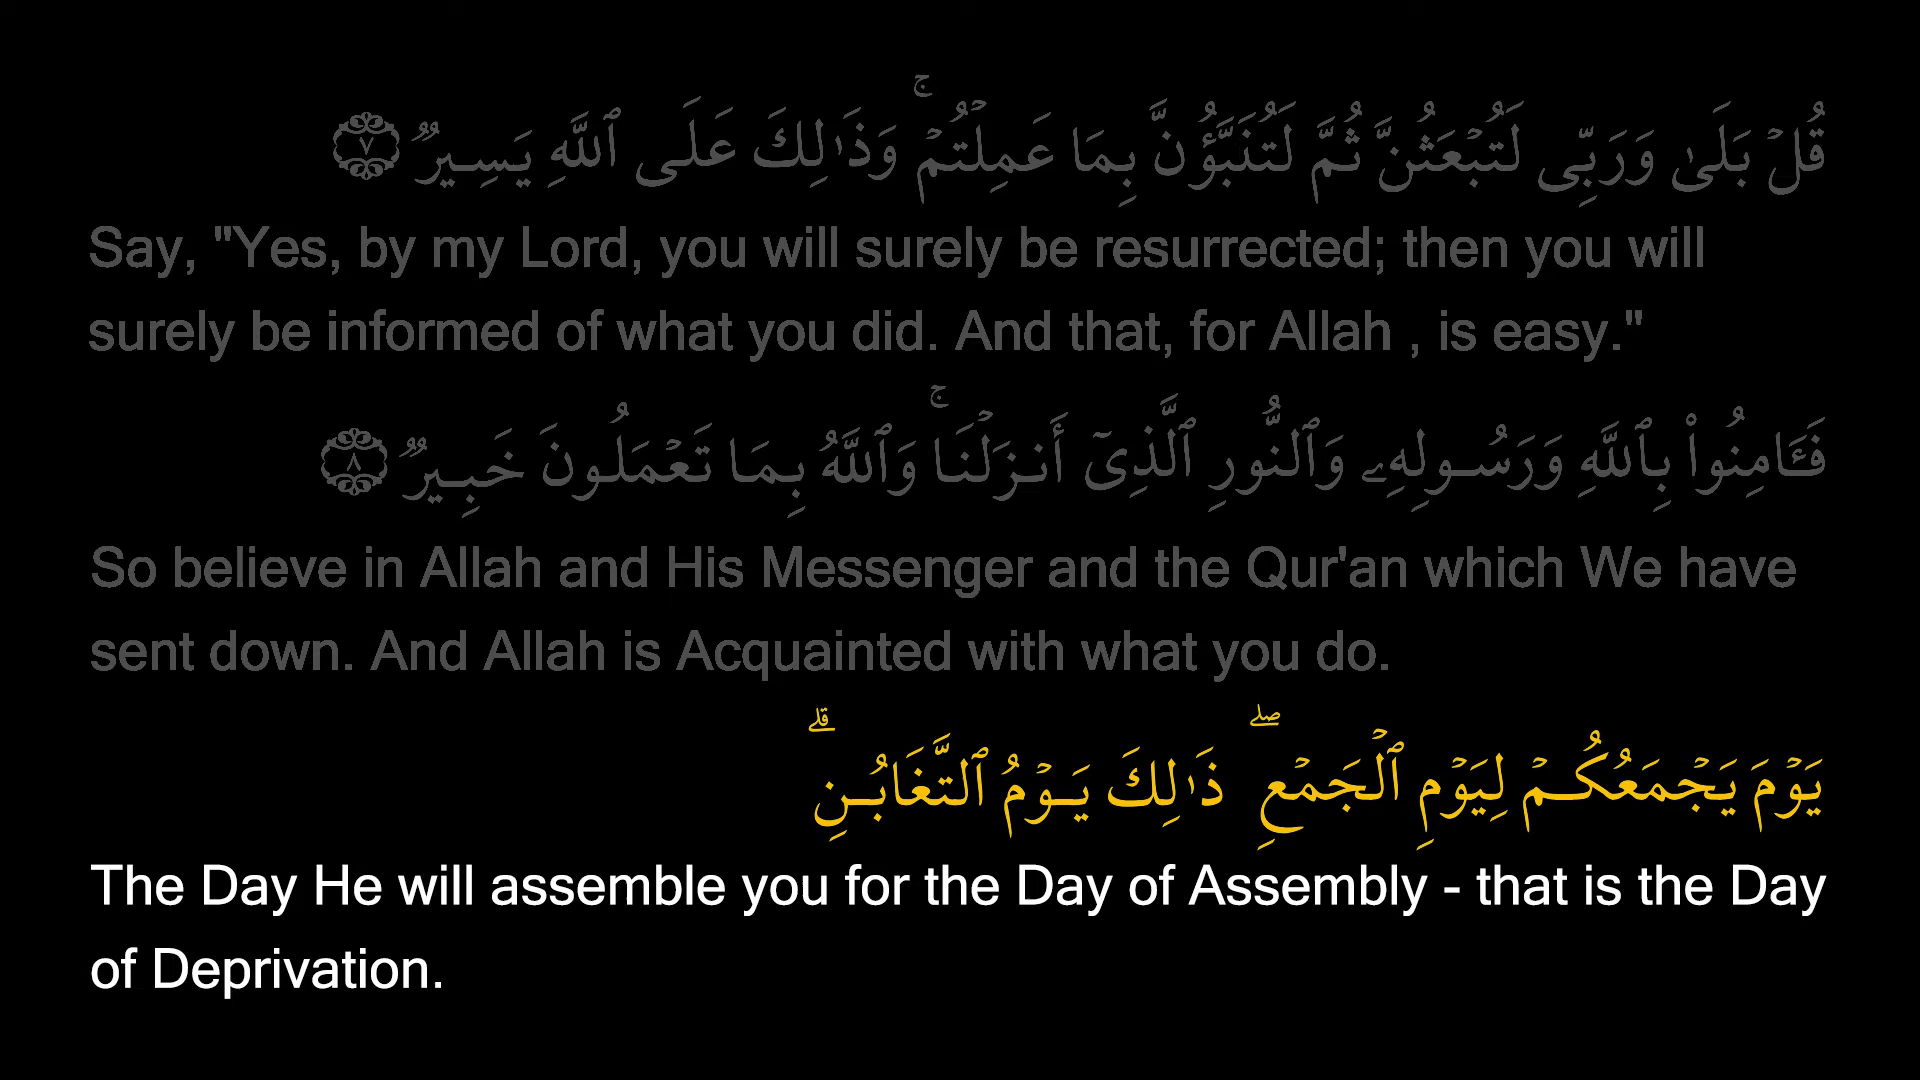 قُلۡ بَلَىٰ وَرَبِّى لَتُبۡعَثُنَّ ثُمَّ لَتُنَبَّؤُنَّ بِمَا عَمِلۡتُمۡۚ وَذَٰلِكَ عَلَى ٱللَّهِ يَسِيرٌ ۝٧
Say, "Yes, by my Lord, you will surely be resurrected; then you will
surely be informed of what you did. And that, for Allah , is easy."
فَـَٔامِنُوا۟ بِٱللَّهِ وَرَسُولِهِۦ وَٱلنُّورِ ٱلَّذِىٓ أَنزَلۡنَاۚ وَٱللَّهُ بِمَا تَعۡمَلُونَ خَبِيرٌ ۝٨
So believe in Allah and His Messenger and the Qur'an which We have
sent down. And Allah is Acquainted with what you do.
يَوۡمَ يَجۡمَعُكُمۡ لِيَوۡمِ ٱلۡجَمۡعِۖ ذَٰلِكَ يَوۡمُ ٱلتَّغَابُنِۗ
The Day He will assemble you for the Day of Assembly - that is the Day
of Deprivation.